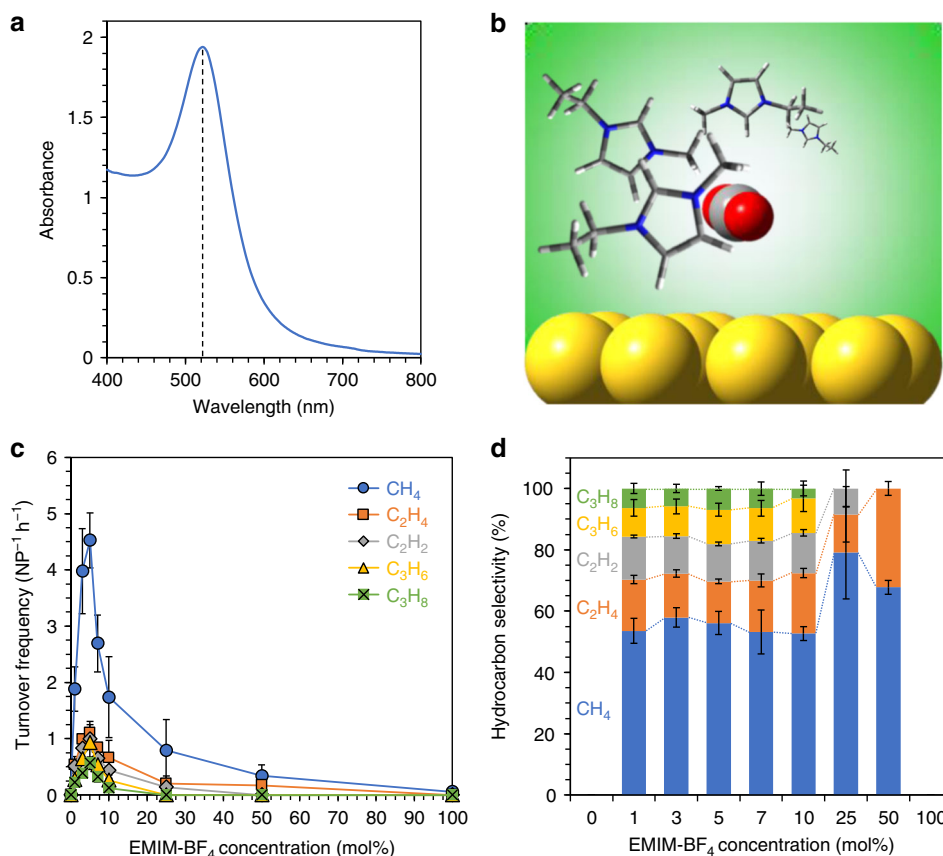 a
2
1.5
1
0.5
0
Absorbance
400 500 600 700 800
Wavelength (nm)
b
c
6
5
4
3
2
1
0
Turnover frequency (NP⁻¹ h⁻¹)
CH₄
C₂H₄
C₂H₂
C₃H₆
C₃H₈
0 10 20 30 40 50 60 70 80 90 100
EMIM-BF₄ concentration (mol%)
d
100
80
60
40
20
0
Hydrocarbon selectivity (%)
C₃H₈
C₃H₆
C₂H₂
C₂H₄
CH₄
0 1 3 5 7 10 25 50 100
EMIM-BF₄ concentration (mol%)